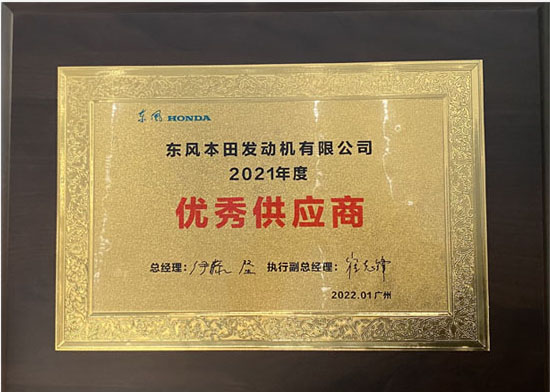 东风 HONDA
东风本田发动机有限公司
2021年度
优秀供应商
总经理: 伊藤 执行副总经理:
2022.01广州